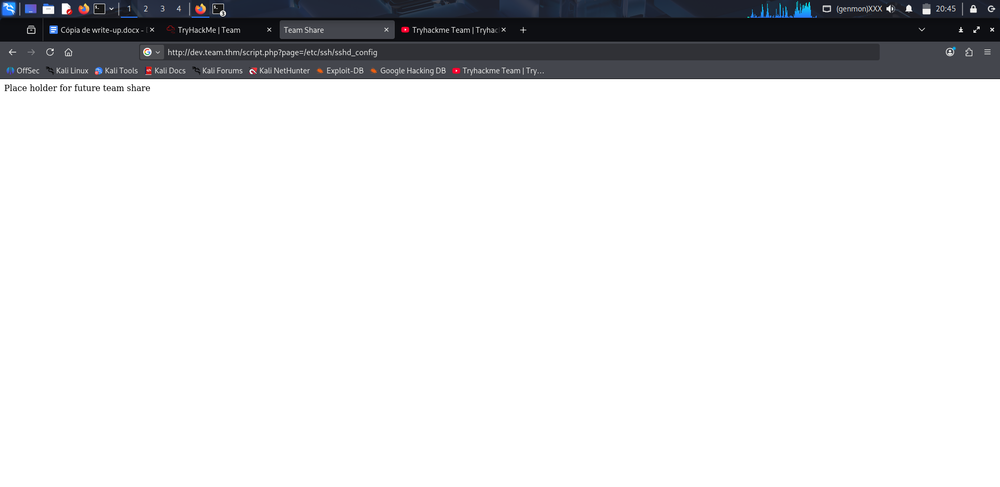 1 2 3 4 3 (genmon)XXX 20:45
Cópia de write-up.docx - TryHackMe | Team Team Share Tryhackme Team | Tryhac
http://dev.team.thm/script.php?page=/etc/ssh/sshd_config
OffSec Kali Linux Kali Tools Kali Docs Kali Forums Kali NetHunter Exploit-DB Google Hacking DB Tryhackme Team | Try…
Place holder for future team share